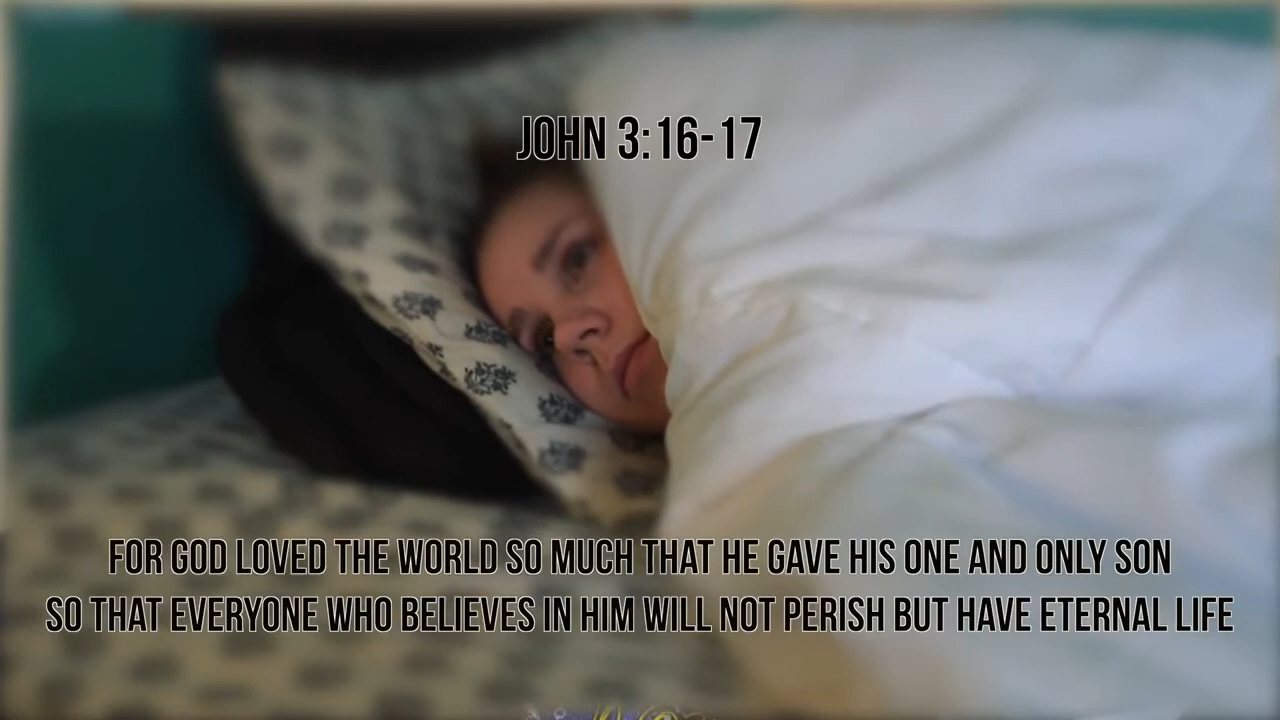 JOHN 3:16-17
FOR GOD LOVED THE WORLD SO MUCH THAT HE GAVE HIS ONE AND ONLY SON
SO THAT EVERYONE WHO BELIEVES IN HIM WILL NOT PERISH BUT HAVE ETERNAL LIFE